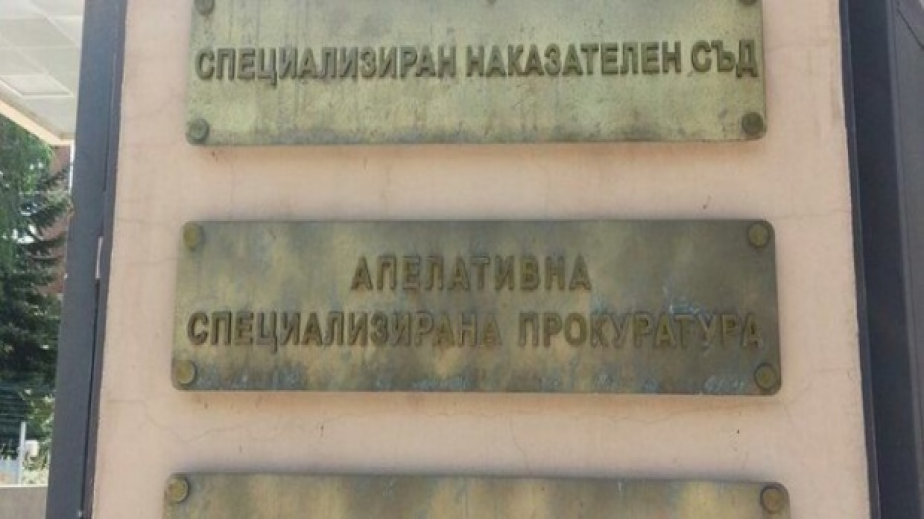 СПЕЦИАЛИЗИРАН НАКАЗАТЕЛЕН СЪД
АПЕЛАТИВНА
СПЕЦИАЛИЗИРАНА ПРОКУРАТУРА